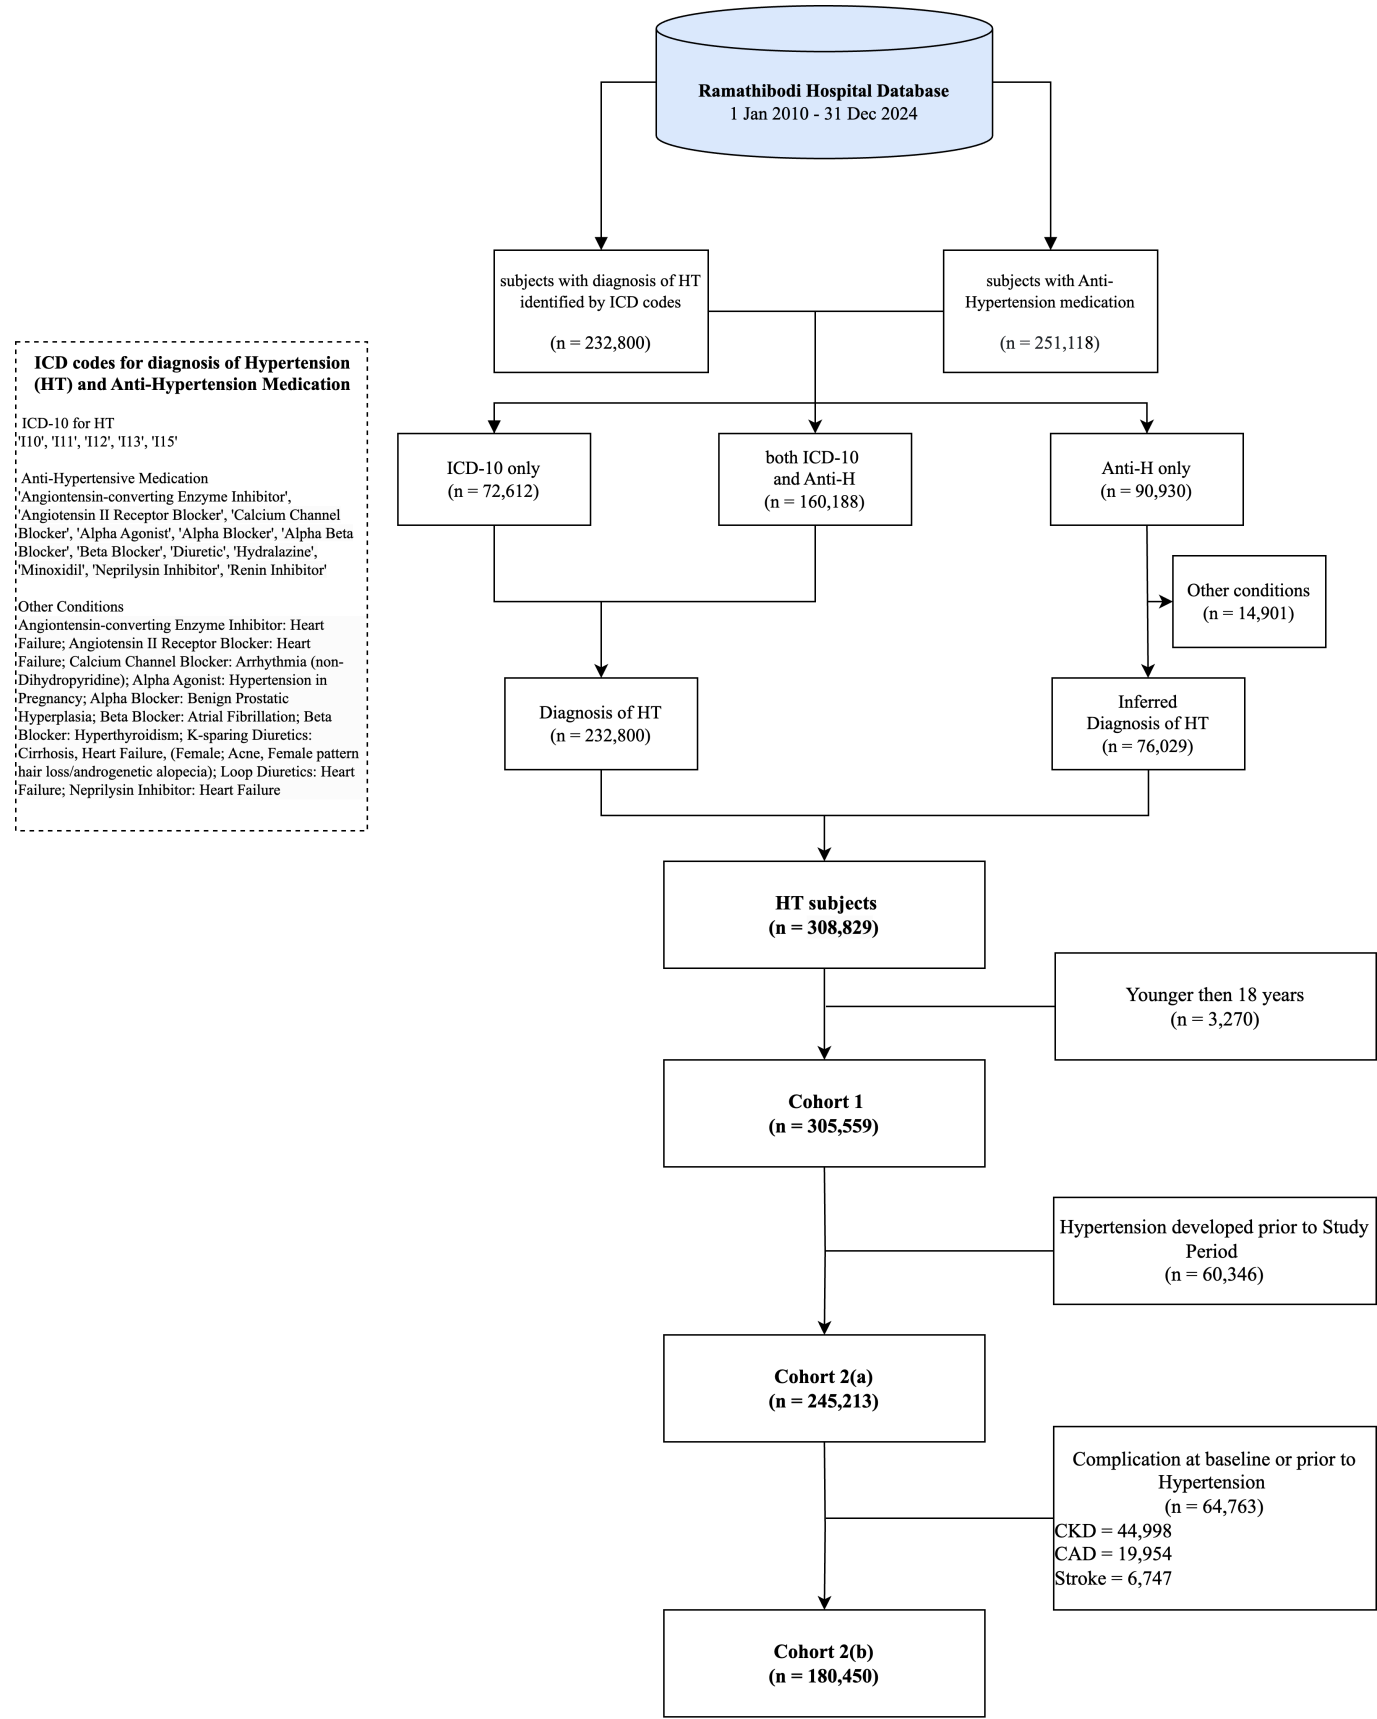 Ramathibodi Hospital Database
1 Jan 2010 - 31 Dec 2024
subjects with diagnosis of HT
identified by ICD codes
(n = 232,800)
subjects with Anti-
Hypertension medication
(n = 251,118)
ICD codes for diagnosis of Hypertension
(HT) and Anti-Hypertension Medication
ICD-10 for HT
'I10', 'I11', 'I12', 'I13', 'I15'
Anti-Hypertensive Medication
'Angiontensin-converting Enzyme Inhibitor',
'Angiotensin II Receptor Blocker', 'Calcium Channel
Blocker', 'Alpha Agonist', 'Alpha Blocker', 'Alpha Beta
Blocker', 'Beta Blocker', 'Diuretic', 'Hydralazine',
'Minoxidil', 'Neprilysin Inhibitor', 'Renin Inhibitor'
Other Conditions
Angiontensin-converting Enzyme Inhibitor: Heart
Failure; Angiotensin II Receptor Blocker: Heart
Failure; Calcium Channel Blocker: Arrhythmia (non-
Dihydropyridine); Alpha Agonist: Hypertension in
Pregnancy; Alpha Blocker: Benign Prostatic
Hyperplasia; Beta Blocker: Atrial Fibrillation; Beta
Blocker: Hyperthyroidism; K-sparing Diuretics:
Cirrhosis, Heart Failure, (Female; Acne, Female pattern
hair loss/androgenetic alopecia); Loop Diuretics: Heart
Failure; Neprilysin Inhibitor: Heart Failure
ICD-10 only
(n = 72,612)
both ICD-10
and Anti-H
(n = 160,188)
Anti-H only
(n = 90,930)
Other conditions
(n = 14,901)
Diagnosis of HT
(n = 232,800)
Inferred
Diagnosis of HT
(n = 76,029)
HT subjects
(n = 308,829)
Younger then 18 years
(n = 3,270)
Cohort 1
(n = 305,559)
Hypertension developed prior to Study
Period
(n = 60,346)
Cohort 2(a)
(n = 245,213)
Complication at baseline or prior to
Hypertension
(n = 64,763)
CKD = 44,998
CAD = 19,954
Stroke = 6,747
Cohort 2(b)
(n = 180,450)